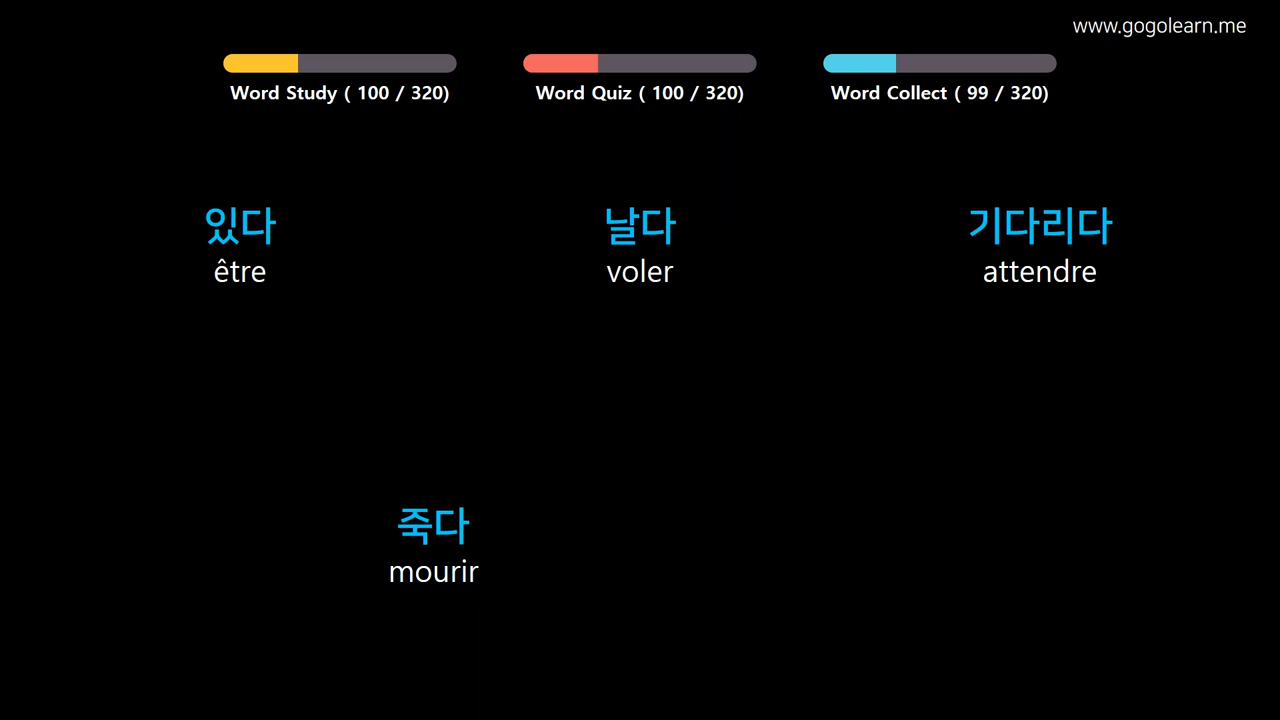 www.gogolearn.me
Word Study ( 100 / 320)
Word Quiz ( 100 / 320)
Word Collect ( 99 / 320)
있다
être
날다
voler
기다리다
attendre
죽다
mourir